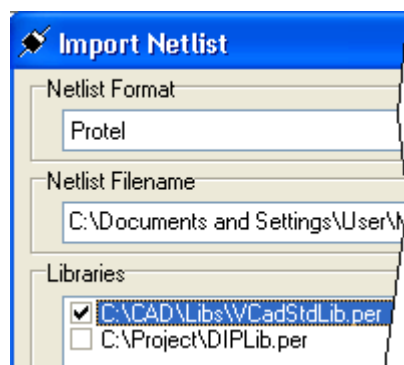 Import Netlist
Netlist Format
Protel
Netlist Filename
C:\Documents and Settings\User\M
Libraries
C:\CAD\Libs\VCadStdLib.per
C:\Project\DIPLib.per